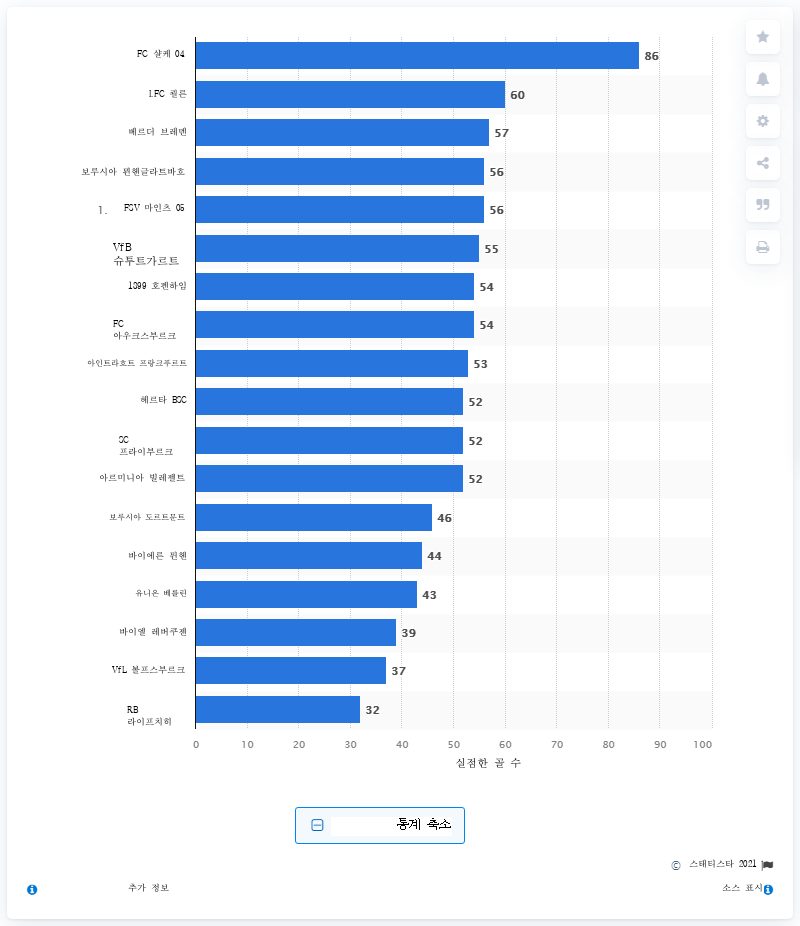 FC 샬케 04
86
1.FC 쾰른
60
베르더 브레멘
57
보루시아 묀헨글라트바흐
56
1. FSV 마인츠 05
56
VfB
슈투트가르트
55
1899 호펜하임
54
FC
아우크스부르크
54
아인트라흐트 프랑크푸르트
53
헤르타 BSC
52
SC
프라이부르크
52
아르미니아 빌레펠트
52
보루시아 도르트문트
46
바이에른 뮌헨
44
유니온 베를린
43
바이엘 레버쿠젠
39
VfL 볼프스부르크
37
RB
라이프치히
32
0 10 20 30 40 50 60 70 80 90 100
실점한 골 수
통계 축소
© 스태티스타 2021
추가 정보
소스 표시